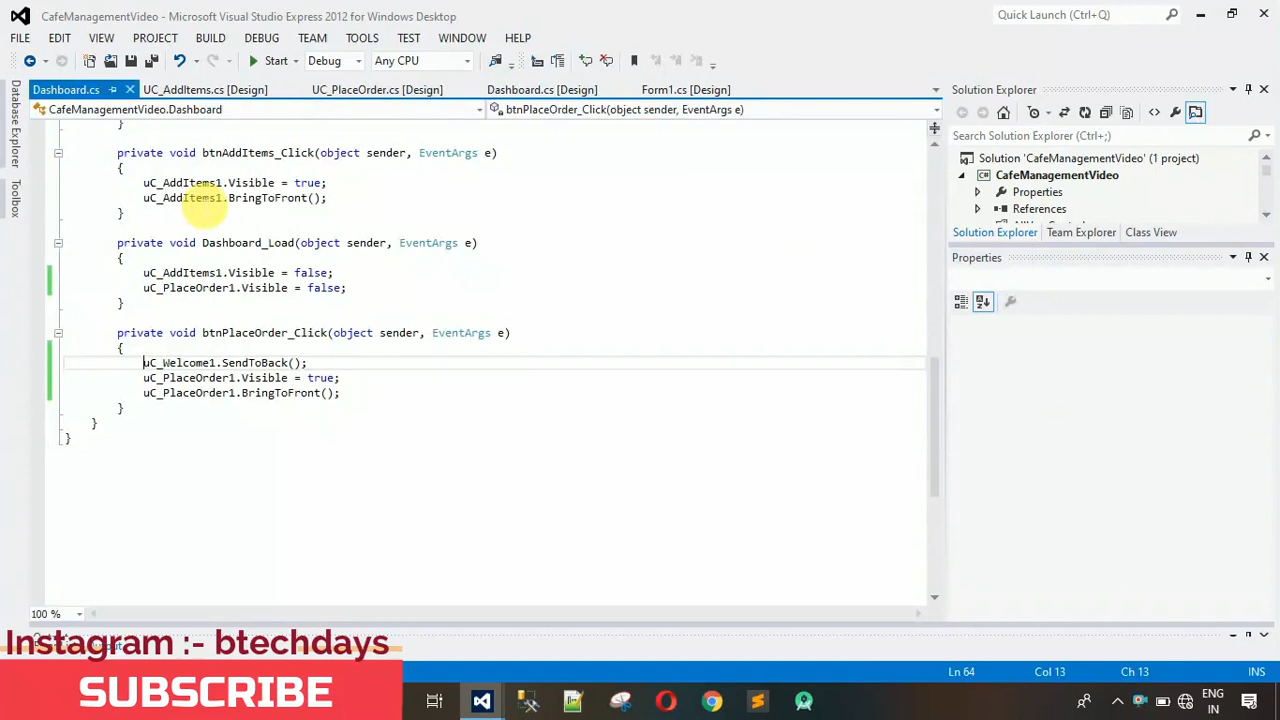 CafeManagementVideo - Microsoft Visual Studio Express 2012 for Windows Desktop
Quick Launch (Ctrl+Q)
FILE EDIT VIEW PROJECT BUILD DEBUG TEAM TOOLS TEST WINDOW HELP
Start Debug Any CPU
Dashboard.cs UC_AddItems.cs [Design] UC_PlaceOrder.cs [Design] Dashboard.cs [Design] Form1.cs [Design]
CafeManagementVideo.Dashboard btnPlaceOrder_Click(object sender, EventArgs e)
Database Explorer
Toolbox
}
private void btnAddItems_Click(object sender, EventArgs e)
{
uC_AddItems1.Visible = true;
uC_AddItems1.BringToFront();
}
private void Dashboard_Load(object sender, EventArgs e)
{
uC_AddItems1.Visible = false;
uC_PlaceOrder1.Visible = false;
}
private void btnPlaceOrder_Click(object sender, EventArgs e)
{
uC_Welcome1.SendToBack();
uC_PlaceOrder1.Visible = true;
uC_PlaceOrder1.BringToFront();
}
}
}
100 %
Solution Explorer
Search Solution Explorer (Ctrl+;)
Solution 'CafeManagementVideo' (1 project)
CafeManagementVideo
Properties
References
Solution Explorer Team Explorer Class View
Properties
Instagram :- btechdays
SUBSCRIBE
Ln 64 Col 13 Ch 13 INS
ENG
IN